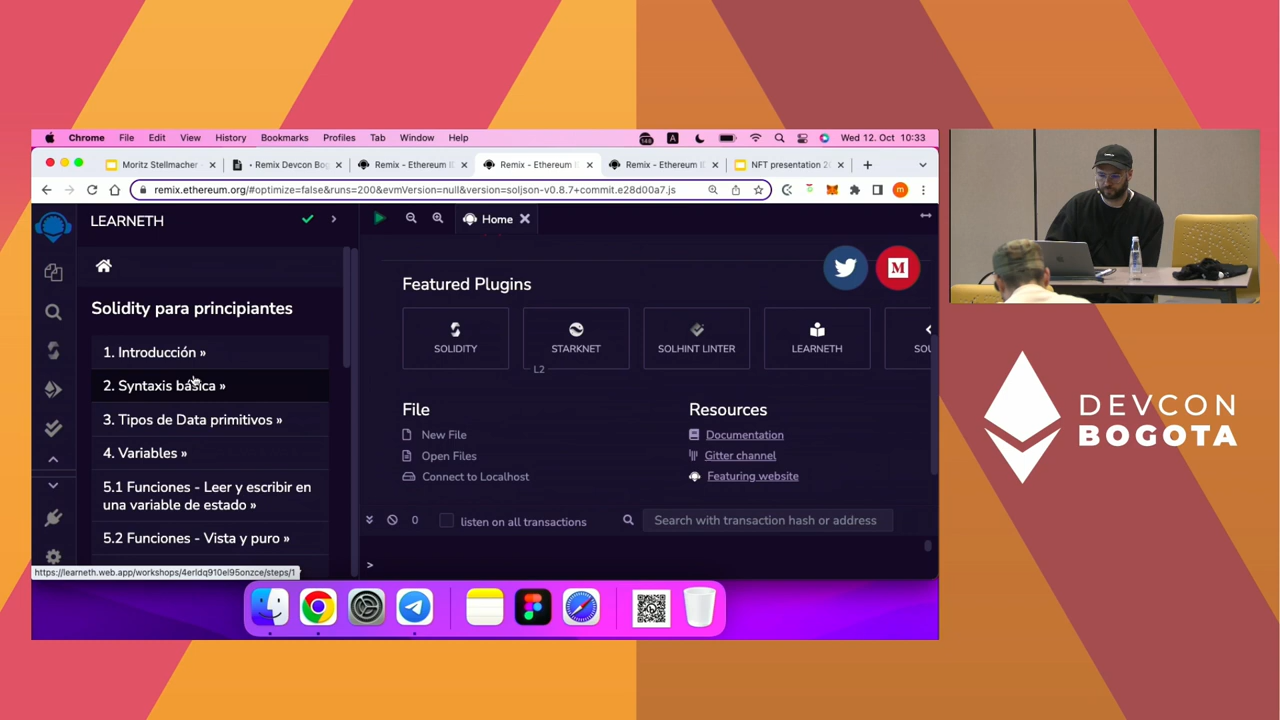 Chrome File Edit View History Bookmarks Profiles Tab Window Help
Wed 12. Oct 10:33
Moritz Stellmacher -
- Remix Devcon Bog
Remix - Ethereum I
Remix - Ethereum I
Remix - Ethereum I
NFT presentation 2
remix.ethereum.org/#optimize=false&runs=200&evmVersion=null&version=soljson-v0.8.7+commit.e28d00a7.js
LEARNETH
Home
Solidity para principiantes
1. Introducción »
2. Syntaxis básica »
3. Tipos de Data primitivos »
4. Variables »
5.1 Funciones - Leer y escribir en
una variable de estado »
5.2 Funciones - Vista y puro »
https://learneth.web.app/workshops/4erldq910el95onzce/steps/1
Featured Plugins
SOLIDITY
STARKNET
L2
SOLHINT LINTER
LEARNETH
SOU
File
New File
Open Files
Connect to Localhost
Resources
Documentation
Gitter channel
Featuring website
0
listen on all transactions
Search with transaction hash or address
>
DEVCON
BOGOTA